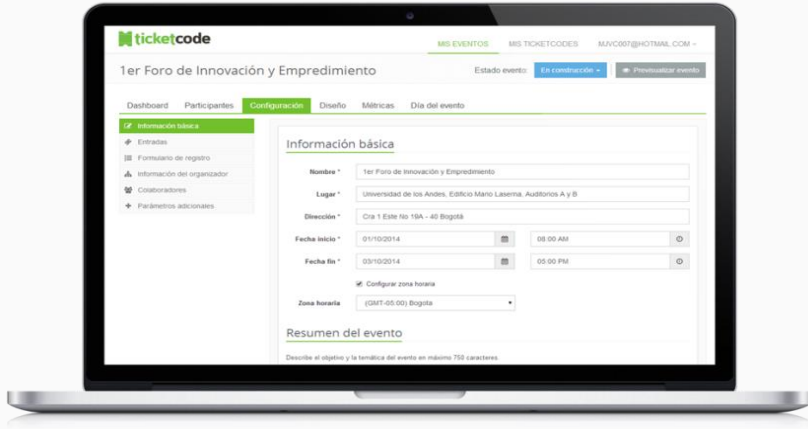 ticketcode
MIS EVENTOS MIS TICKETCODES MJVC007@HOTMAIL.COM
1er Foro de Innovación y Empredimiento Estado evento: En construcción Previsualizar evento
Dashboard Participantes Configuración Diseño Métricas Día del evento
Información básica
Entradas
Formulario de registro
Información del organizador
Colaboradores
Parámetros adicionales
Información básica
Nombre * 1er Foro de Innovación y Empredimiento
Lugar * Universidad de los Andes, Edificio Mario Laserna, Auditorios A y B
Dirección * Cra 1 Este No 19A - 40 Bogotá
Fecha inicio * 01/10/2014 08:00 AM
Fecha fin * 03/10/2014 05:00 PM
Configurar zona horaria
Zona horaria (GMT-05:00) Bogota
Resumen del evento
Describe el objetivo y la temática del evento en máximo 750 caracteres.